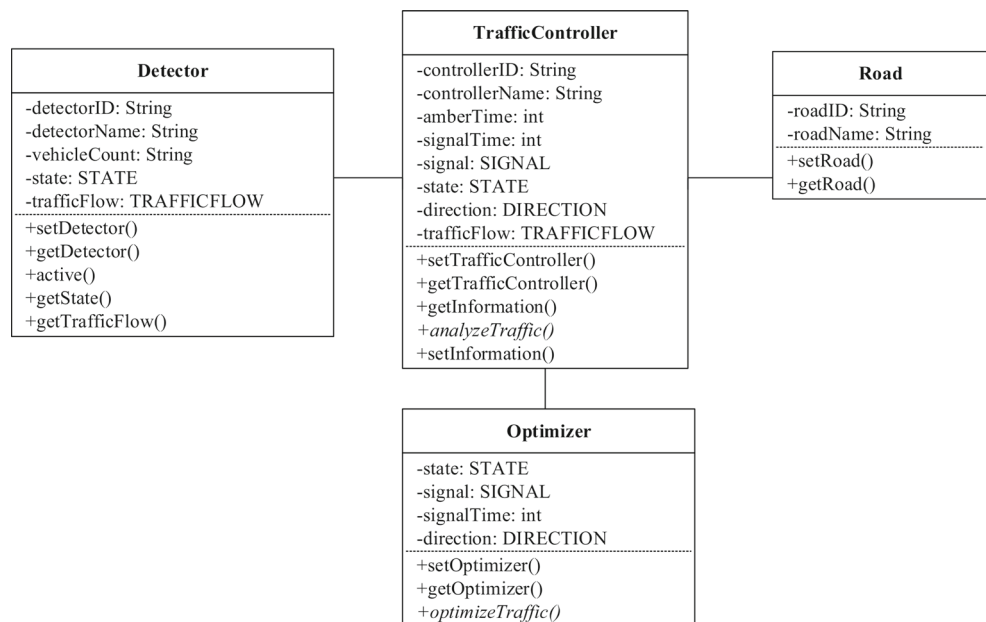 Detector
-detectorID: String
-detectorName: String
-vehicleCount: String
-state: STATE
-trafficFlow: TRAFFICFLOW
+setDetector()
+getDetector()
+active()
+getState()
+getTrafficFlow()
TrafficController
-controllerID: String
-controllerName: String
-amberTime: int
-signalTime: int
-signal: SIGNAL
-state: STATE
-direction: DIRECTION
-trafficFlow: TRAFFICFLOW
+setTrafficController()
+getTrafficController()
+getInformation()
+analyzeTraffic()
+setInformation()
Road
-roadID: String
-roadName: String
+setRoad()
+getRoad()
Optimizer
-state: STATE
-signal: SIGNAL
-signalTime: int
-direction: DIRECTION
+setOptimizer()
+getOptimizer()
+optimizeTraffic()